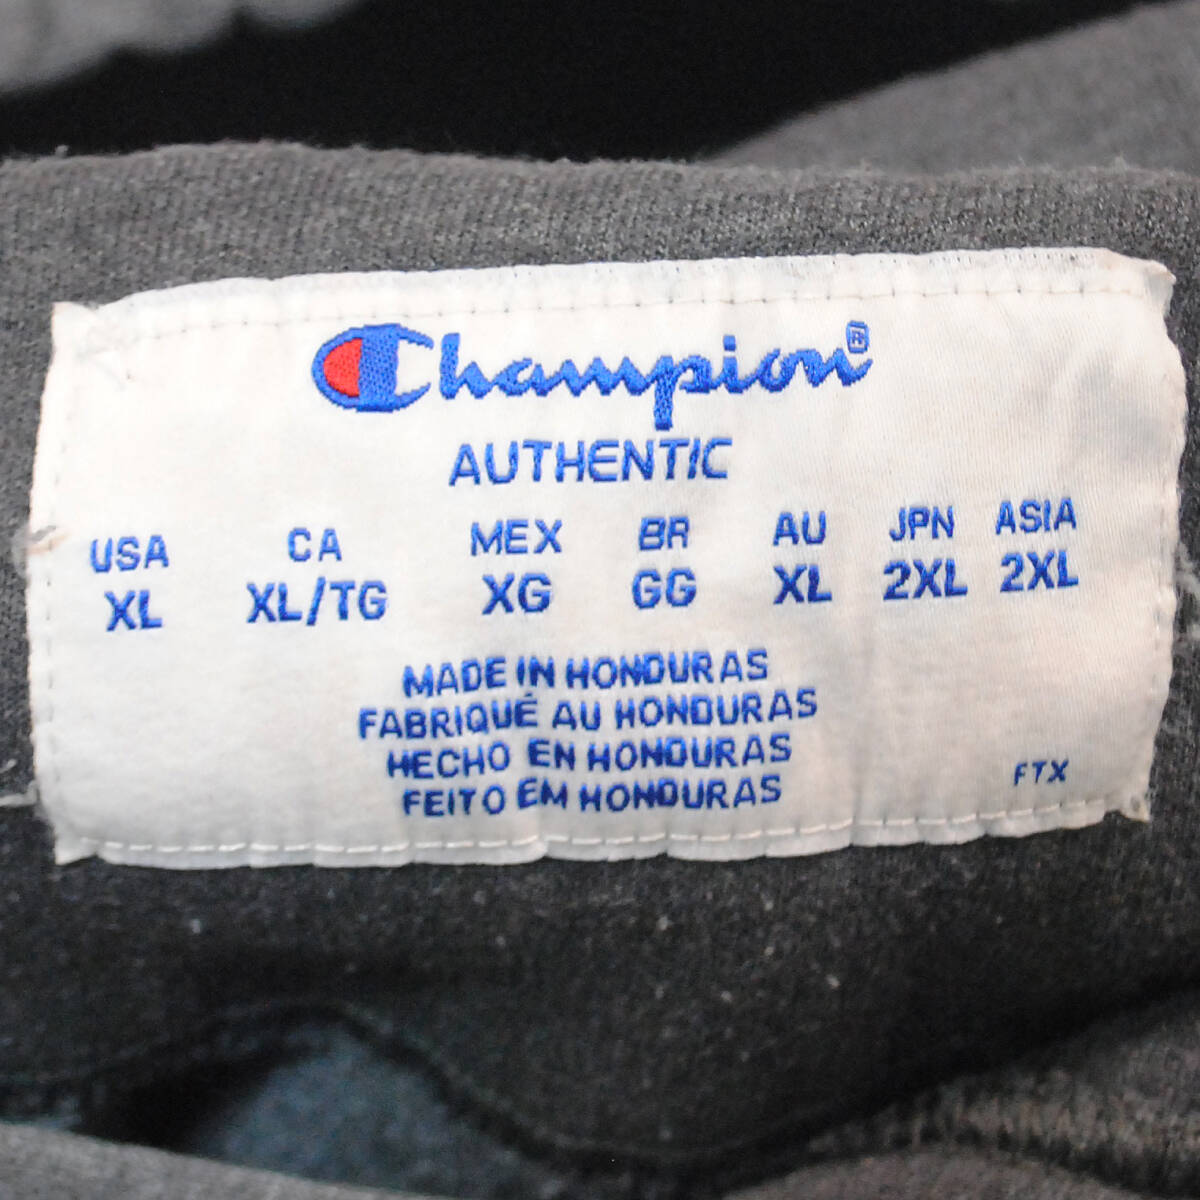 Champion®
AUTHENTIC
USA CA MEX BR AU JPN ASIA
XL XL/TG XG GG XL 2XL 2XL
MADE IN HONDURAS
FABRIQUÉ AU HONDURAS
HECHO EN HONDURAS
FEITO EM HONDURAS
FTX